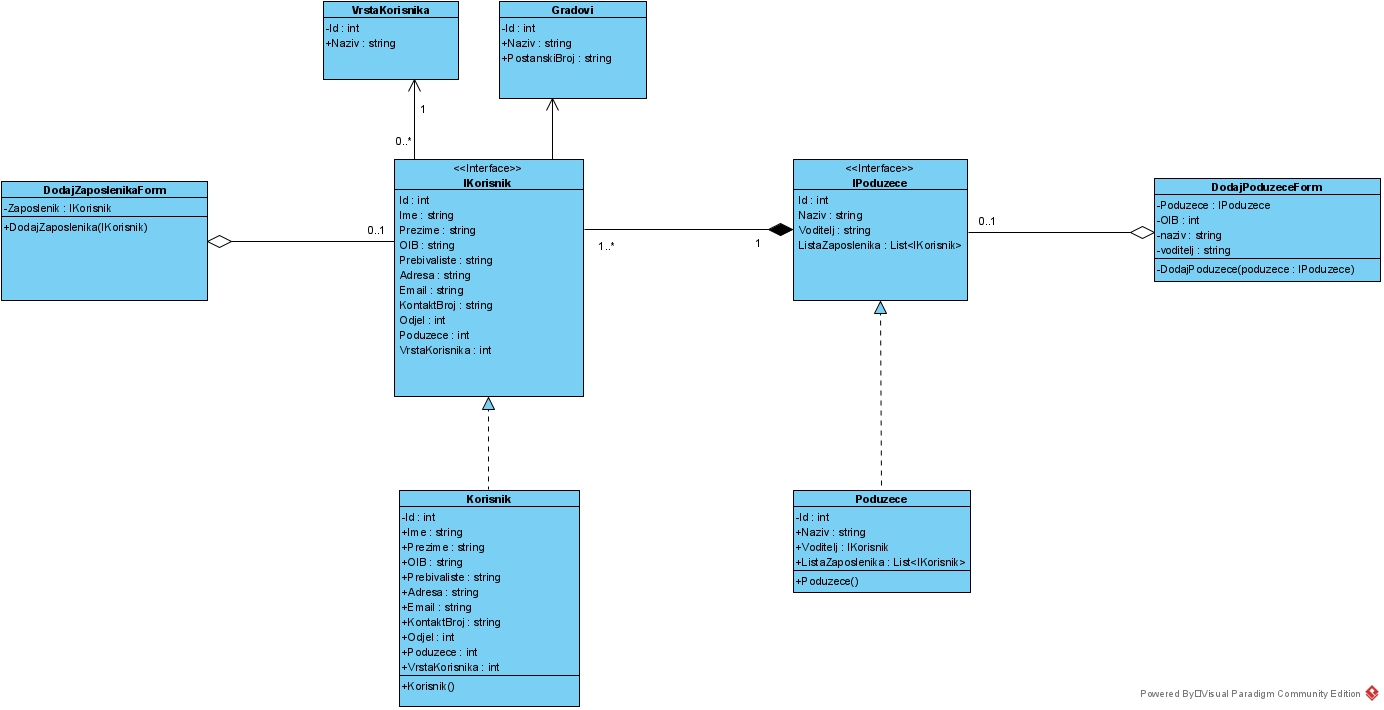 VrstaKorisnika
-Id : int
+Naziv : string
Gradovi
-Id : int
+Naziv : string
+PostanskiBroj : string
1
0..*
DodajZaposlenikaForm
-Zaposlenik : IKorisnik
+DodajZaposlenika(IKorisnik)
0..1
<<Interface>>
IKorisnik
Id : int
Ime : string
Prezime : string
OIB : string
Prebivaliste : string
Adresa : string
Email : string
KontaktBroj : string
Odjel : int
Poduzece : int
VrstaKorisnika : int
1..*
1
<<Interface>>
IPoduzece
Id : int
Naziv : string
Voditelj : string
ListaZaposlenika : List<IKorisnik>
0..1
DodajPoduzeceForm
-Poduzece : IPoduzece
-OIB : int
-naziv : string
-voditelj : string
-DodajPoduzece(poduzece : IPoduzece)
Korisnik
-Id : int
+Ime : string
+Prezime : string
+OIB : string
+Prebivaliste : string
+Adresa : string
+Email : string
+KontaktBroj : string
+Odjel : int
+Poduzece : int
+VrstaKorisnika : int
+Korisnik()
Poduzece
-Id : int
+Naziv : string
+Voditelj : IKorisnik
+ListaZaposlenika : List<IKorisnik>
+Poduzece()
Powered By Visual Paradigm Community Edition